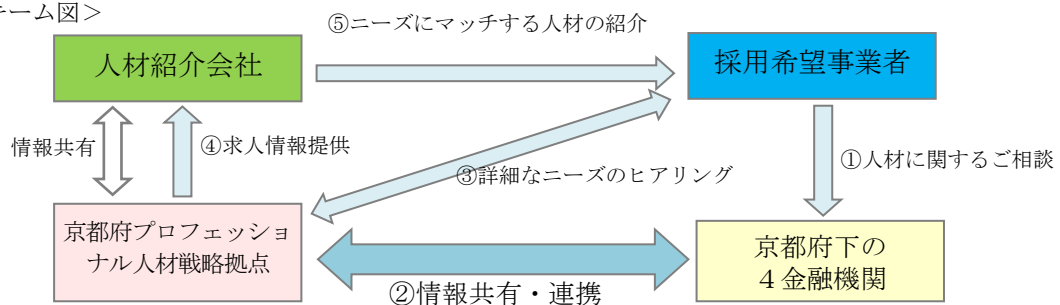 ーム図＞
⑤ニーズにマッチする人材の紹介
人材紹介会社
採用希望事業者
情報共有
④求人情報提供
①人材に関するご相談
③詳細なニーズのヒアリング
京都府プロフェッショ
ナル人材戦略拠点
京都府下の
４金融機関
②情報共有・連携